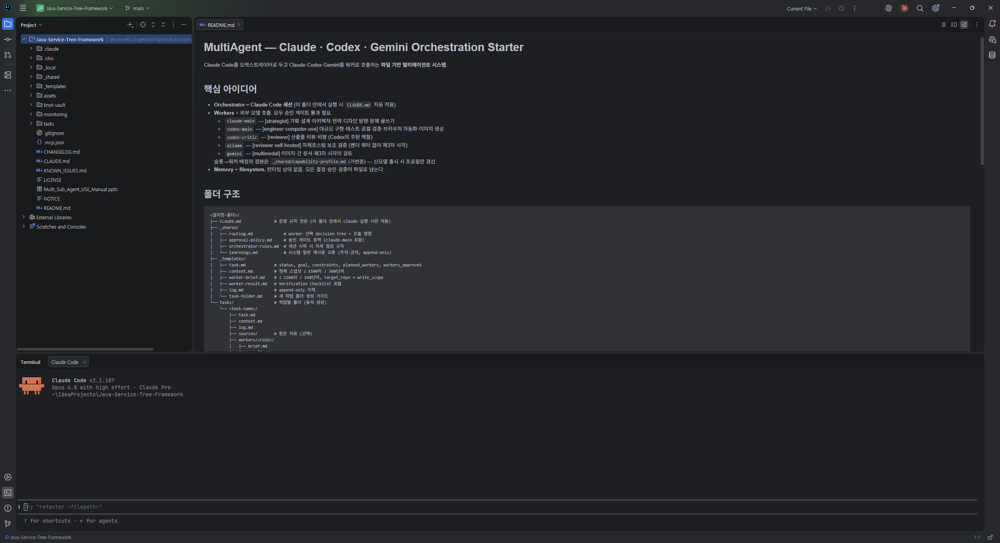 JF Java-Service-Tree-Framework main Current File
Project
README.md
Java-Service-Tree-Framework C:₩Users₩ksang₩IdeaProjects₩Java-Serv
.claude
.idea
_local
_shared
_templates
assets
knot-vault
monitoring
tasks
.gitignore
.mcp.json
CHANGELOG.md
CLAUDE.md
KNOWN_ISSUES.md
LICENSE
Multi_Sub_Agent_USE_Manual.pptx
NOTICE
README.md
External Libraries
Scratches and Consoles
MultiAgent — Claude · Codex · Gemini Orchestration Starter
Claude Code를 오케스트레이터로 두고 Claude·Codex·Gemini를 워커로 호출하는 파일 기반 멀티에이전트 시스템.
핵심 아이디어
• Orchestrator = Claude Code 세션 (이 폴더 안에서 실행 시 CLAUDE.md 자동 적용)
• Workers = 외부 모델 호출. 모두 승인 게이트 통과 필요.
claude-main — [strategist] 기획·설계·아키텍처·전략·디자인 방향·문체 글쓰기
codex-main — [engineer·computer-use] 대규모 구현·테스트·로컬 검증·브라우저 자동화·이미지 생성
codex-critic — [reviewer] 산출물 리뷰·비평 (Codex의 주된 역할)
ollama — [reviewer·self-hosted] 자체호스팅 보조 검증 (벤더 쿼터 없이 제3자 시각)
gemini — [multimodal] 이미지·긴 문서·제3자 시각의 검토
슬롯→워커 배정의 정본은 _shared/capability-profile.md (가변층) — 신모델 출시 시 프로필만 갱신.
• Memory = filesystem. 런타임 상태 없음. 모든 결정·승인·검증이 파일로 남는다.
폴더 구조
<설치한-폴더>/
├── CLAUDE.md # 운영 규칙 전문 (이 폴더 안에서 claude 실행 시만 적용)
├── _shared/
│ ├── routing.md # worker 선택 decision tree + 호출 명령
│ ├── approval-policy.md # 승인 게이트 정책 (claude-main 포함)
│ ├── orchestrator-rules.md # 세션 시작 시 자체 점검 규칙
│ └── learnings.md # 시스템 일반 재사용 교훈 (추적·공개, append-only)
├── _templates/
│ ├── task.md # status, goal, constraints, planned_workers, workers_approved
│ ├── context.md # 현재 스냅샷 ≤ 1500자 / 300단어
│ ├── worker-brief.md # ≤ 1200자 / 240단어, target_repo + write_scope
│ ├── worker-result.md # Verification Checklist 포함
│ ├── log.md # append-only 이력
│ └── task-folder.md # 새 작업 폴더 생성 가이드
└── tasks/ # 작업별 폴더 (동적 생성)
└── <task-name>/
├── task.md
├── context.md
├── log.md
├── sources/ # 원본 자료 (선택)
├── workers/<role>/
│ ├── brief.md
Terminal Claude Code
Claude Code v2.1.187
Opus 4.8 with high effort · Claude Pro
~\IdeaProjects\Java-Service-Tree-Framework
❯ Try "refactor <filepath>"
? for shortcuts · ← for agents
Java-Service-Tree-Framework 1:1